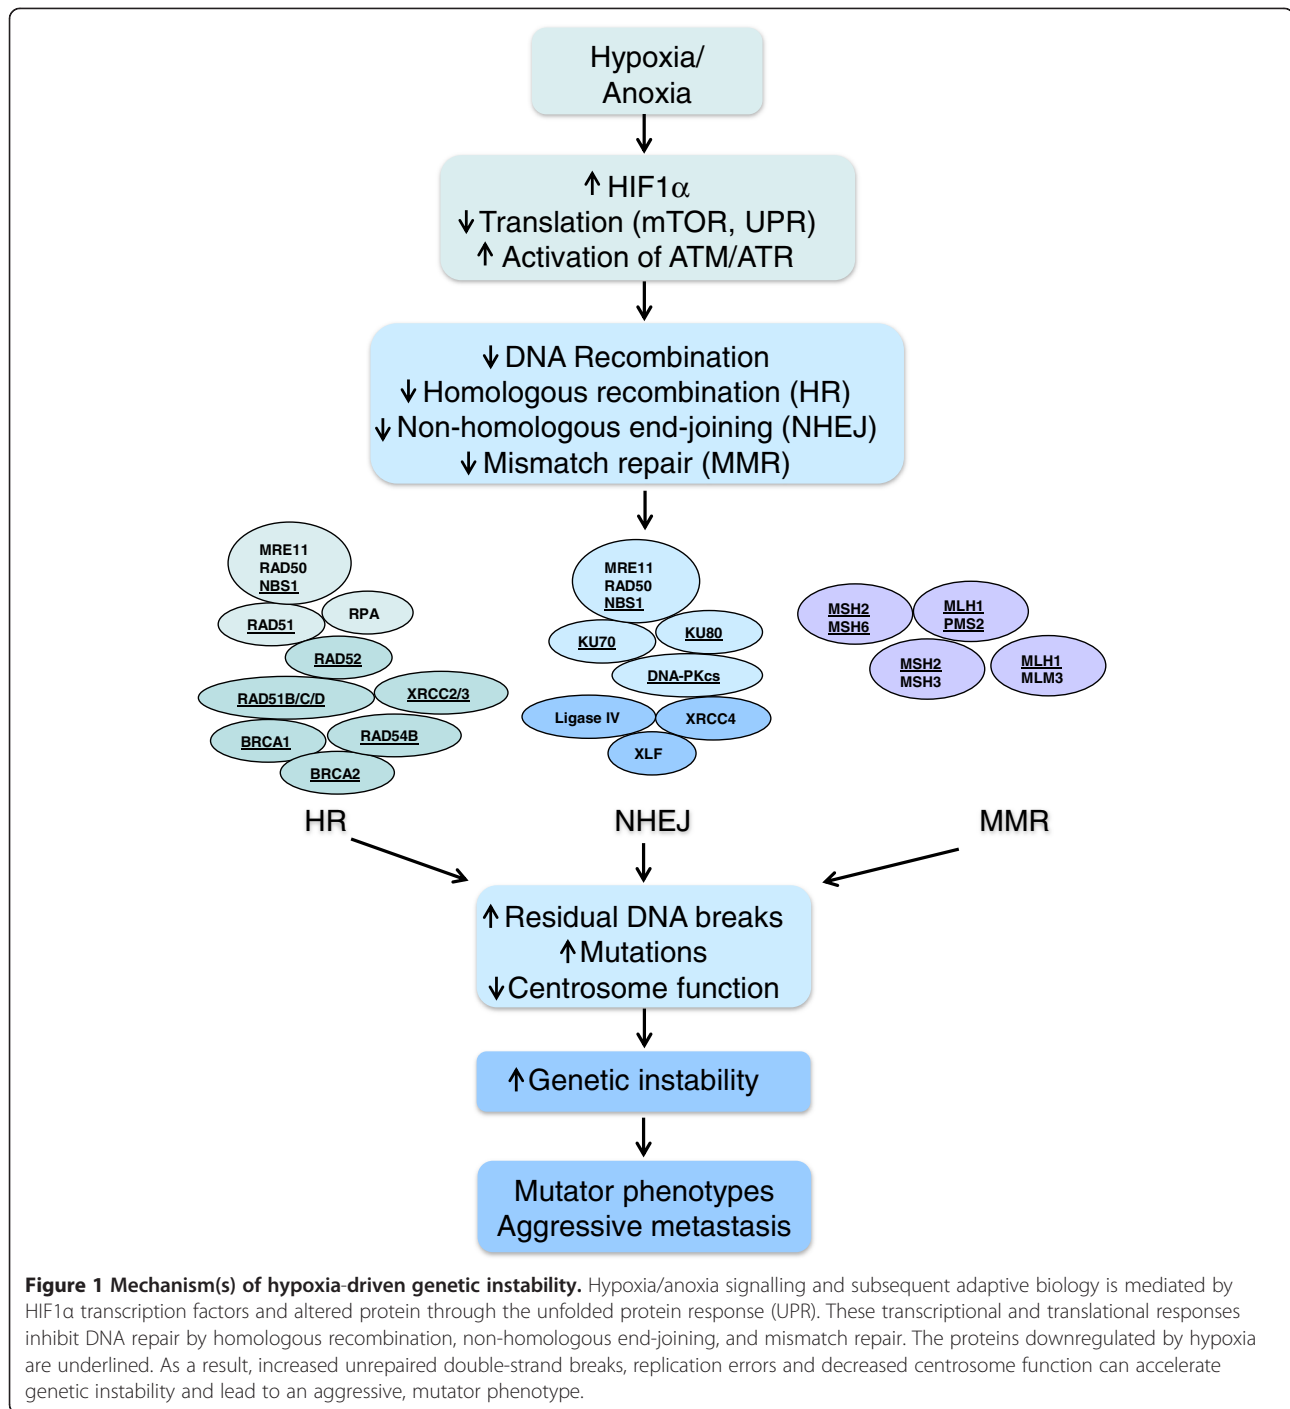 Hypoxia/
Anoxia
↑ HIF1α
↓ Translation (mTOR, UPR)
↑ Activation of ATM/ATR
↓ DNA Recombination
↓ Homologous recombination (HR)
↓ Non-homologous end-joining (NHEJ)
↓ Mismatch repair (MMR)
MRE11
RAD50
NBS1
RAD51
RPA
RAD52
RAD51B/C/D
XRCC2/3
BRCA1
RAD54B
BRCA2
HR
MRE11
RAD50
NBS1
KU70
KU80
DNA-PKcs
Ligase IV
XRCC4
XLF
NHEJ
MSH2
MSH6
MLH1
PMS2
MSH2
MSH3
MLH1
MLM3
MMR
↑ Residual DNA breaks
↑ Mutations
↓ Centrosome function
↑ Genetic instability
Mutator phenotypes
Aggressive metastasis
Figure 1 Mechanism(s) of hypoxia-driven genetic instability. Hypoxia/anoxia signalling and subsequent adaptive biology is mediated by
HIF1α transcription factors and altered protein through the unfolded protein response (UPR). These transcriptional and translational responses
inhibit DNA repair by homologous recombination, non-homologous end-joining, and mismatch repair. The proteins downregulated by hypoxia
are underlined. As a result, increased unrepaired double-strand breaks, replication errors and decreased centrosome function can accelerate
genetic instability and lead to an aggressive, mutator phenotype.